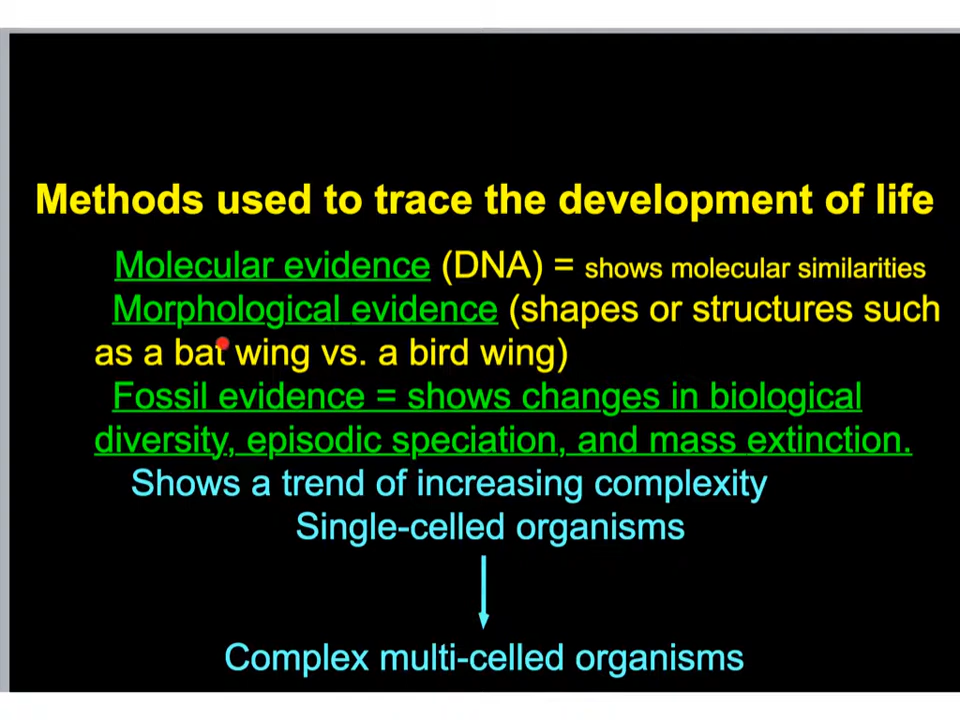 Methods used to trace the development of life
Molecular evidence (DNA) = shows molecular similarities
Morphological evidence (shapes or structures such
as a bat wing vs. a bird wing)
Fossil evidence = shows changes in biological
diversity, episodic speciation, and mass extinction.
Shows a trend of increasing complexity
Single-celled organisms
Complex multi-celled organisms